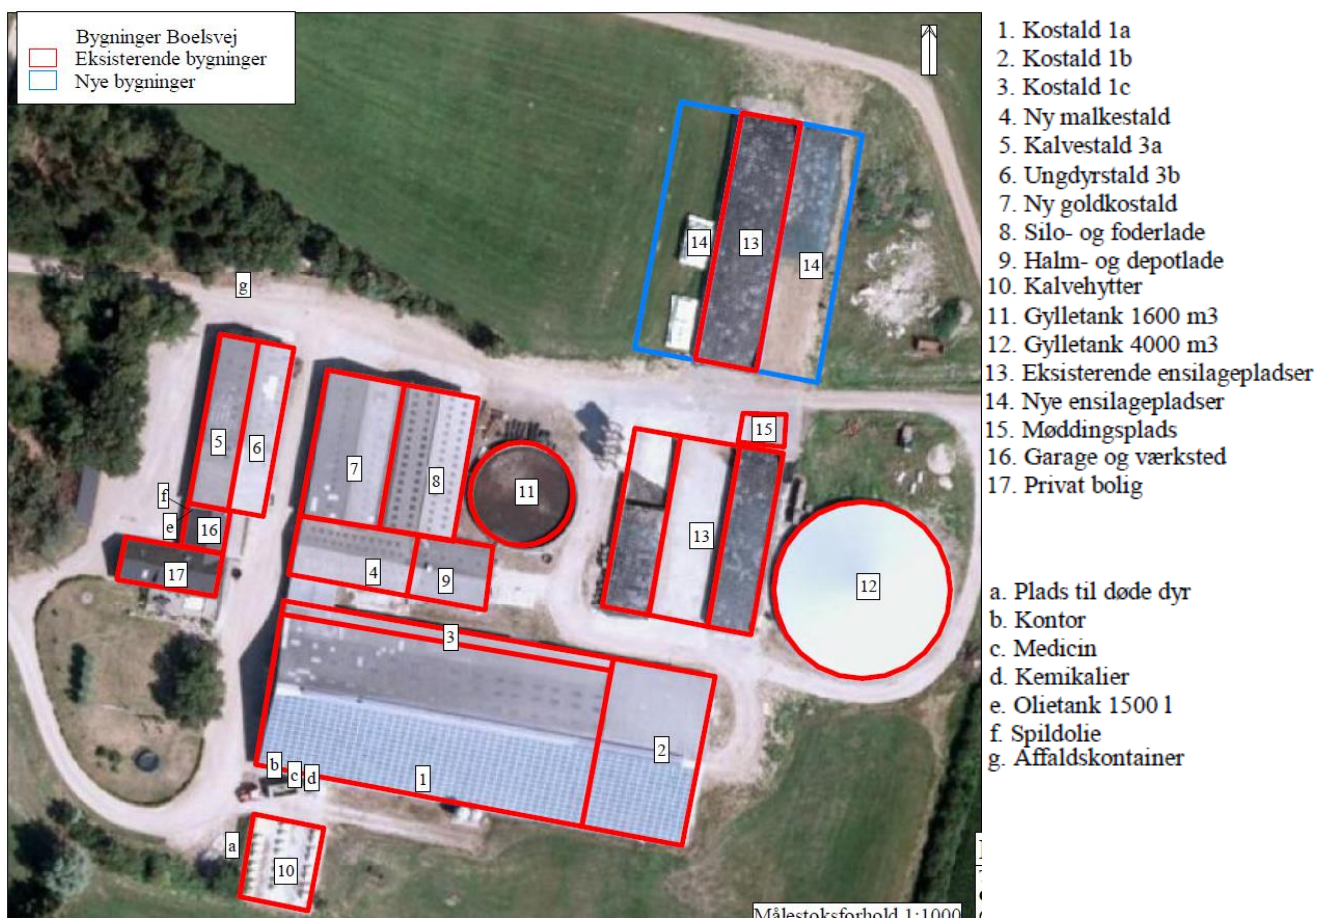 Bygninger Boelsvej
Eksisterende bygninger
Nye bygninger
1. Kostald 1a
2. Kostald 1b
3. Kostald 1c
4. Ny malkestald
5. Kalvestald 3a
6. Ungdyrstald 3b
7. Ny goldkostald
8. Silo- og foderlade
9. Halm- og depotlade
10. Kalvehytter
11. Gylletank 1600 m3
12. Gylletank 4000 m3
13. Eksisterende ensilagepladser
14. Nye ensilagepladser
15. Møddingsplads
16. Garage og værksted
17. Privat bolig
a. Plads til døde dyr
b. Kontor
c. Medicin
d. Kemikalier
e. Olietank 1500 l
f. Spildolie
g. Affaldskontainer
14
13
14
g
5
6
7
8
11
15
f
e
16
17
4
9
13
12
3
b
c
d
1
2
a
10
Målestoksforhold 1:1000